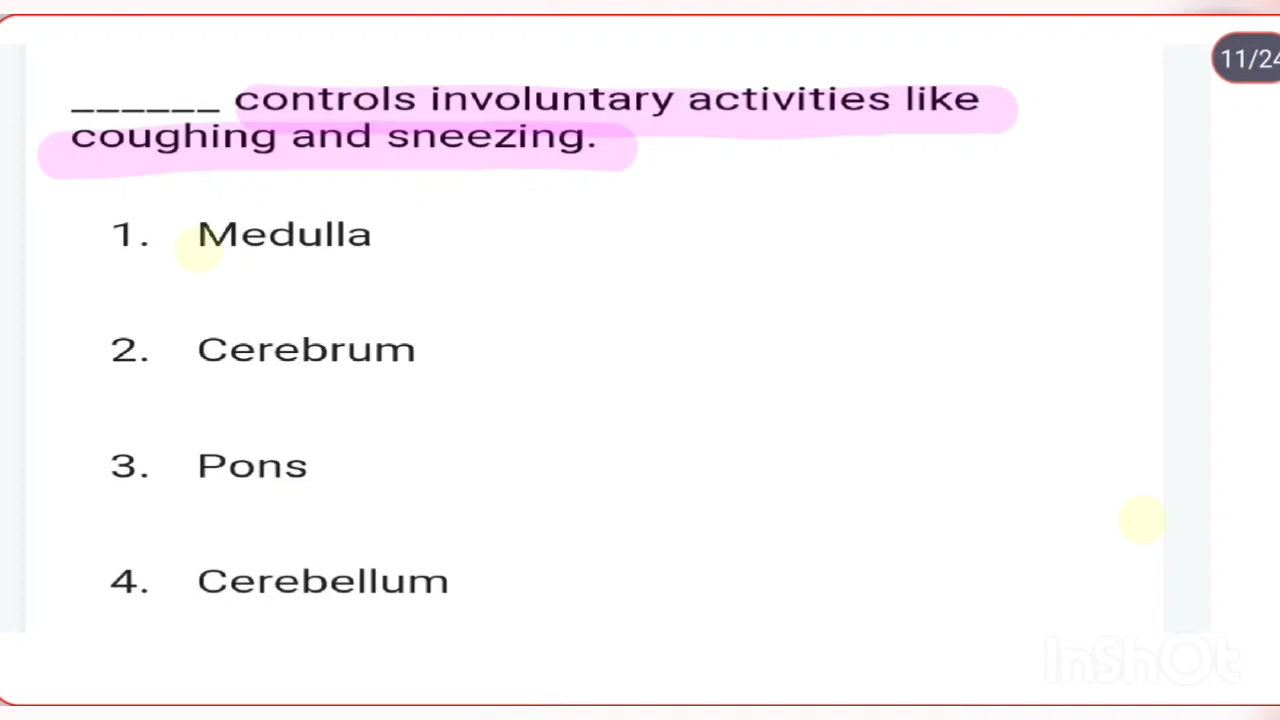 11/24
______ controls involuntary activities like
coughing and sneezing.
1. Medulla
2. Cerebrum
3. Pons
4. Cerebellum
InShOt